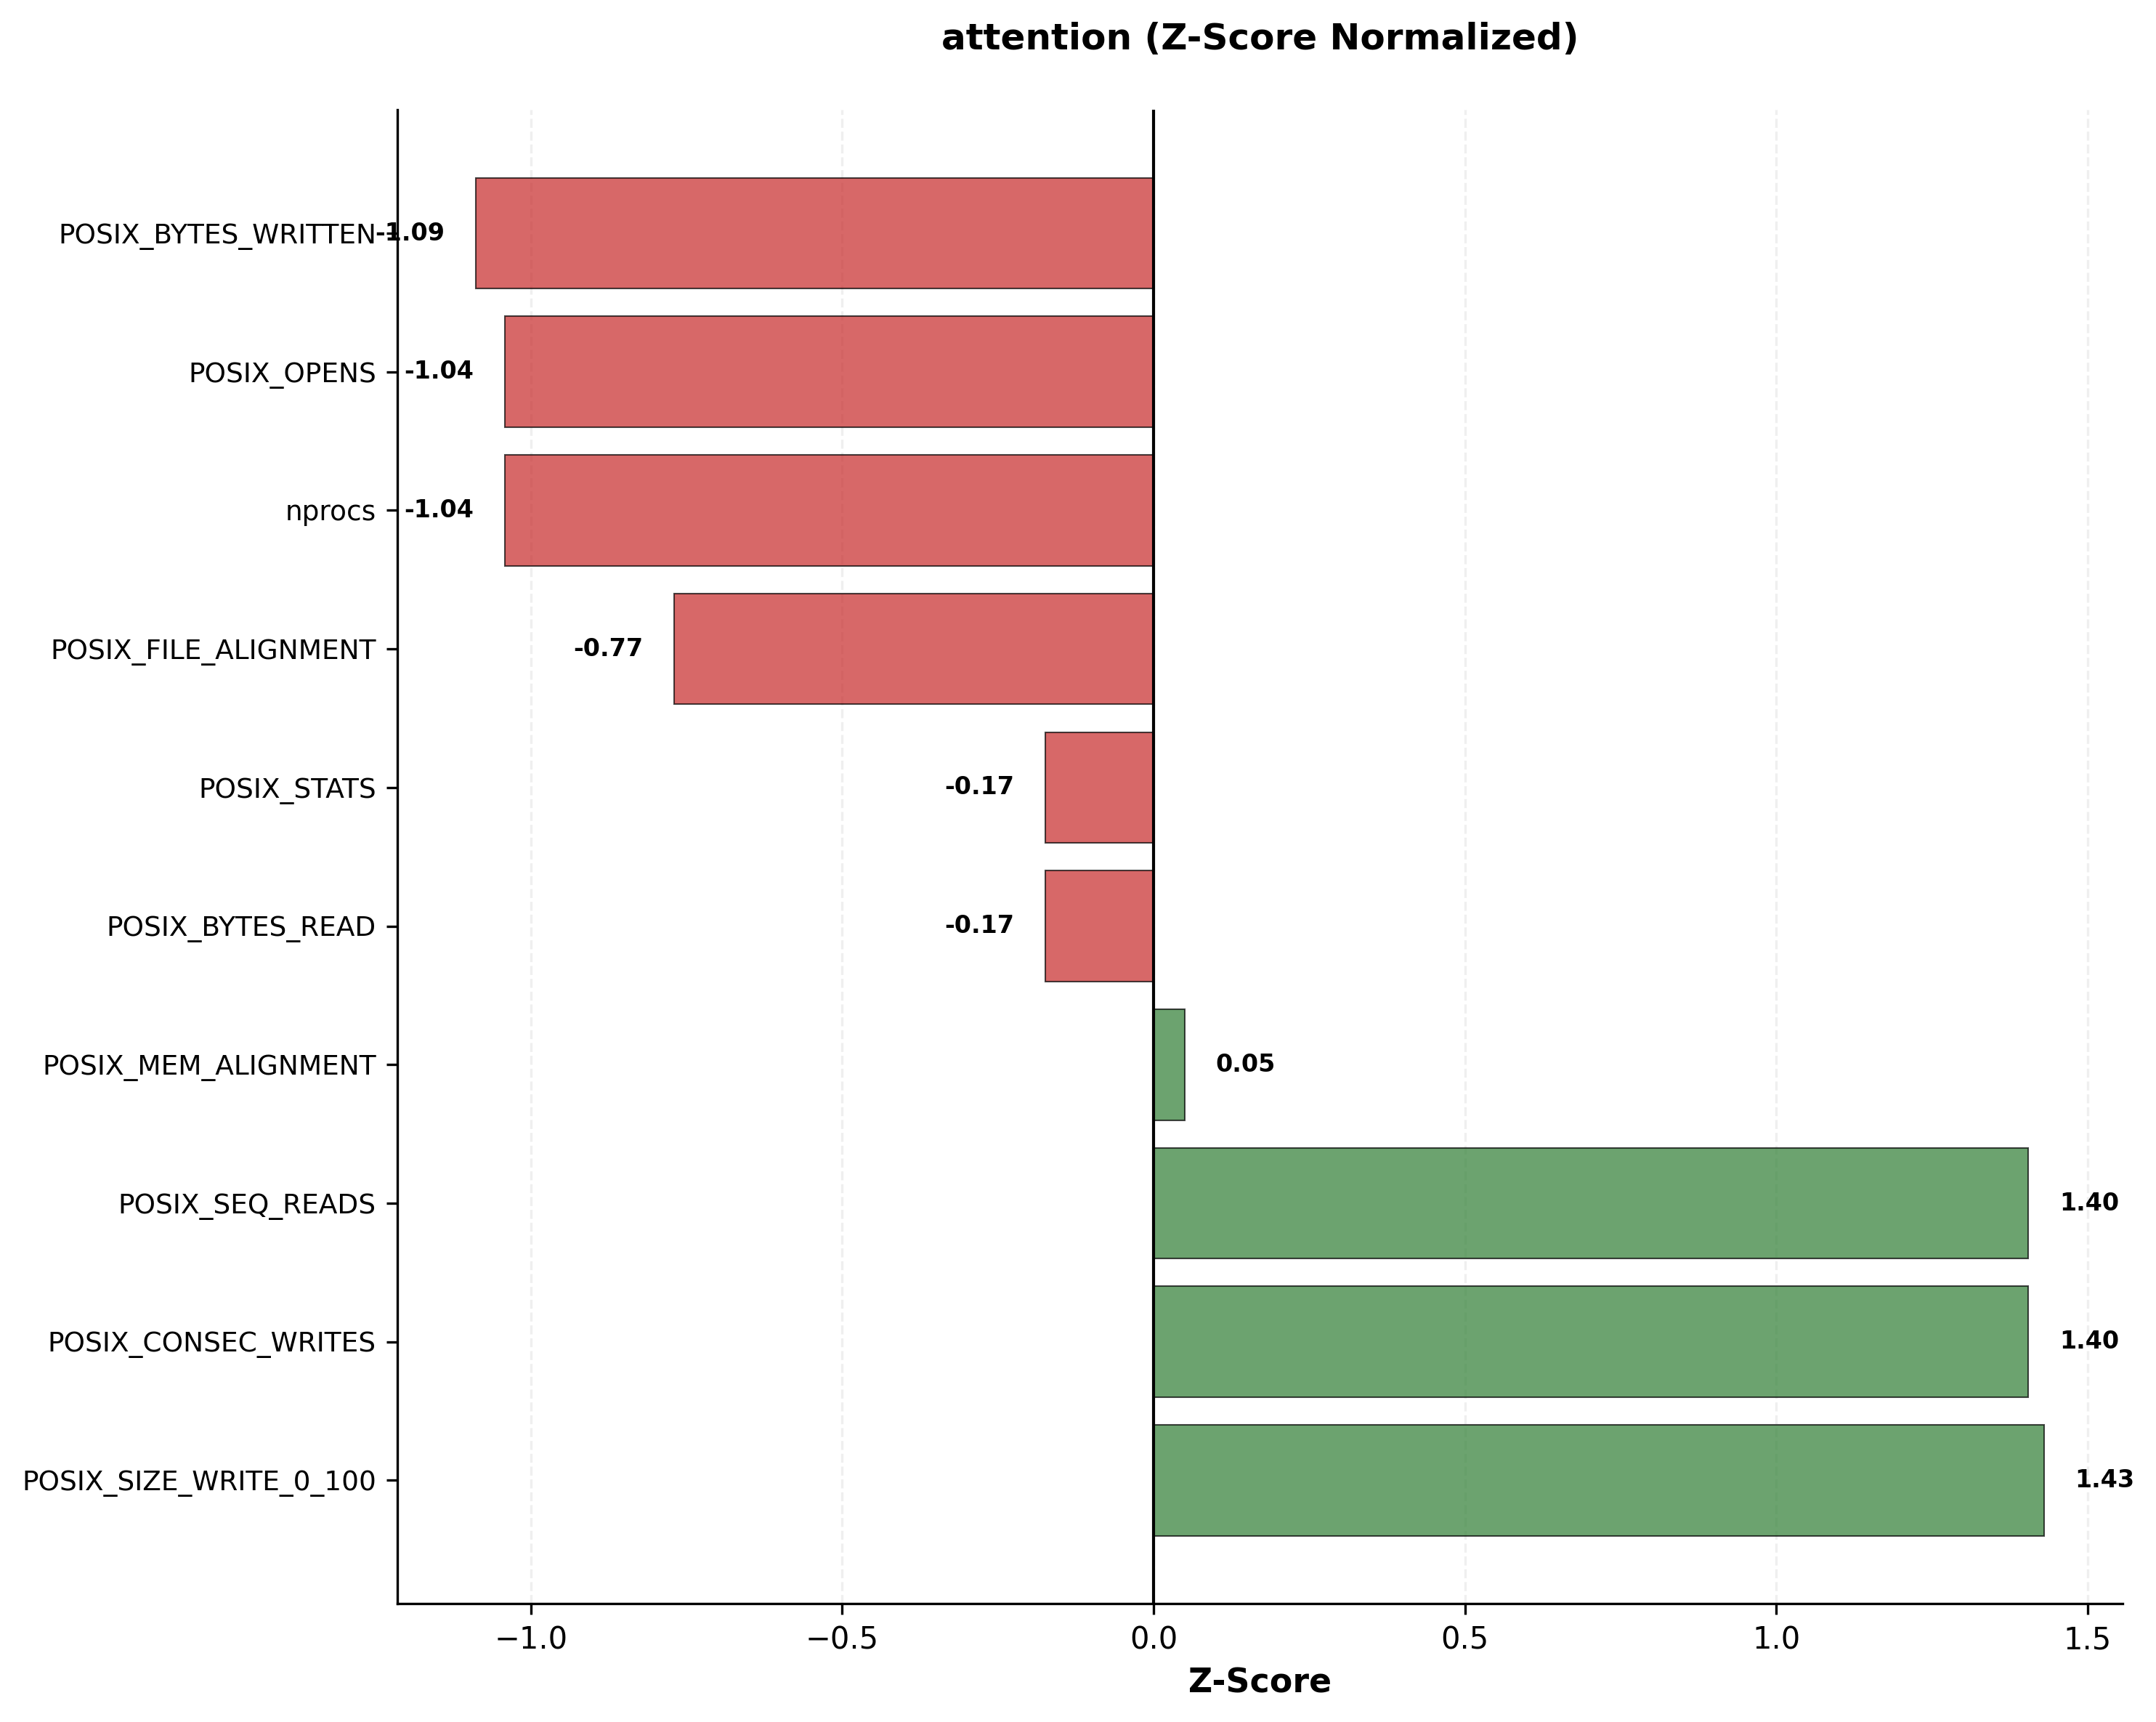 attention (Z-Score Normalized)
POSIX_BYTES_WRITTEN -1.09
POSIX_OPENS -1.04
nprocs -1.04
POSIX_FILE_ALIGNMENT -0.77
POSIX_STATS -0.17
POSIX_BYTES_READ -0.17
POSIX_MEM_ALIGNMENT 0.05
POSIX_SEQ_READS 1.40
POSIX_CONSEC_WRITES 1.40
POSIX_SIZE_WRITE_0_100 1.43
−1.0 −0.5 0.0 0.5 1.0 1.5
Z-Score